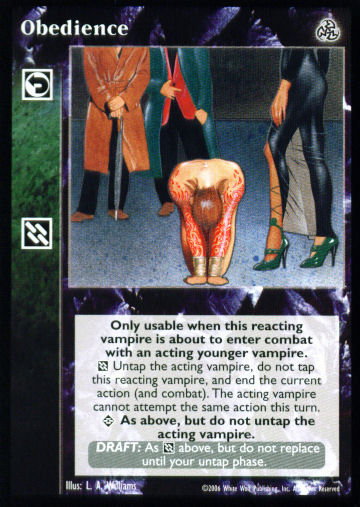 Obedience
Only usable when this reacting
vampire is about to enter combat
with an acting younger vampire.
Untap the acting vampire, do not tap
this reacting vampire, and end the current
action (and combat). The acting vampire
cannot attempt the same action this turn.
As above, but do not untap the
acting vampire.
DRAFT: As above, but do not replace
until your untap phase.
Illus: L. A. Williams
©2006 White Wolf Publishing, Inc. All Rights Reserved